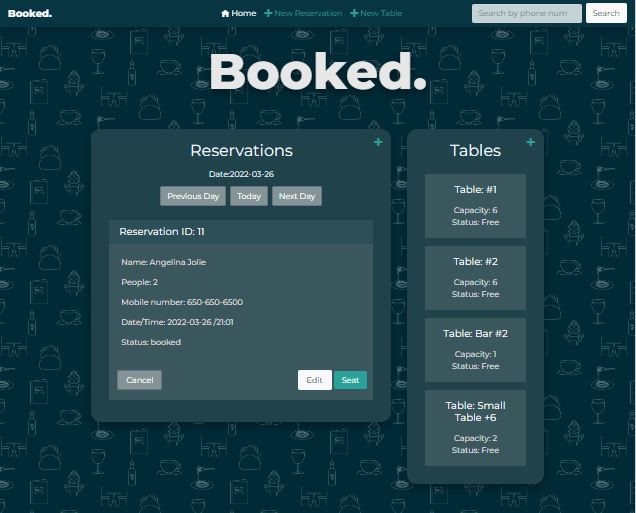 Booked.
Home
New Reservation
New Table
Search by phone num
Search
Booked.
Reservations
Date:2022-03-26
Previous Day
Today
Next Day
Reservation ID: 11
Name: Angelina Jolie
People: 2
Mobile number: 650-650-6500
Date/Time: 2022-03-26 /21:01
Status: booked
Cancel
Edit
Seat
Tables
Table: #1
Capacity: 6
Status: Free
Table: #2
Capacity: 6
Status: Free
Table: Bar #2
Capacity: 1
Status: Free
Table: Small
Table +6
Capacity: 2
Status: Free